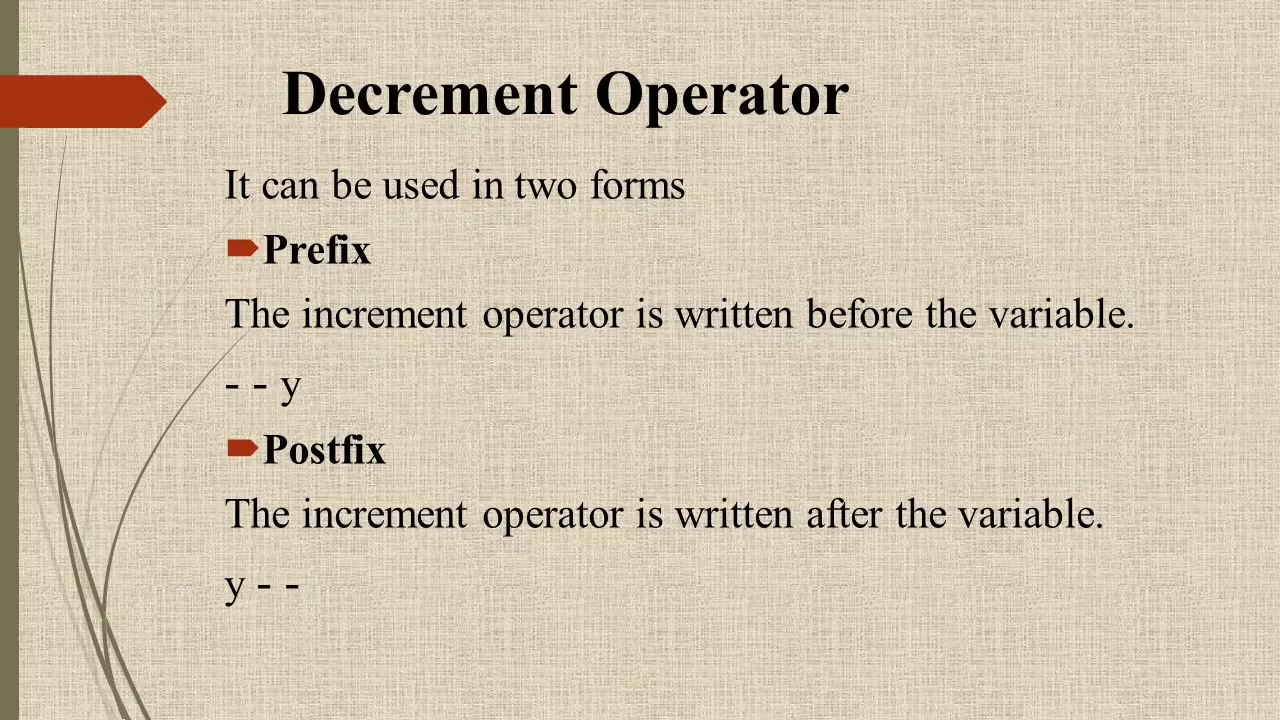 Decrement Operator
It can be used in two forms
Prefix
The increment operator is written before the variable.
- - y
Postfix
The increment operator is written after the variable.
y - -